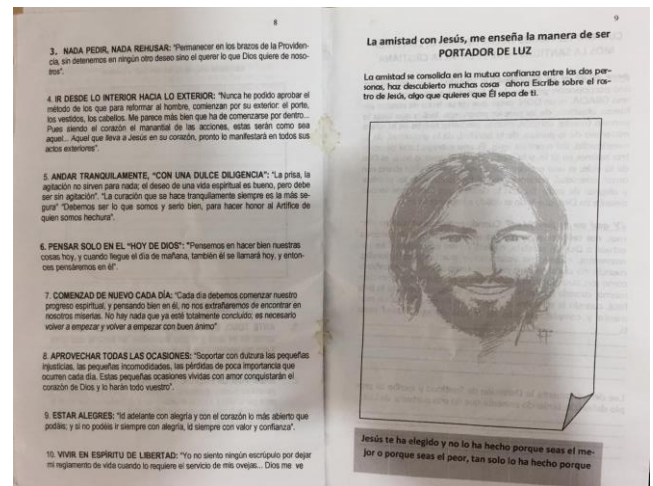 8
3. NADA PEDIR, NADA REHUSAR: "Permanecer en los brazos de la Providen-
cia, sin detenernos en ningún otro deseo sino el querer lo que Dios quiere de noso-
tros".
4. IR DESDE LO INTERIOR HACIA LO EXTERIOR: "Nunca he podido aprobar el
método de los que para reformar al hombre, comienzan por su exterior: el porte,
los vestidos, los cabellos. Me parece más bien que ha de comenzarse por dentro...
Pues siendo el corazón el manantial de las acciones, estas serán como sea
aquel... Aquel que lleva a Jesús en su corazón, pronto lo manifestará en todos sus
actos exteriores".
5. ANDAR TRANQUILAMENTE, "CON UNA DULCE DILIGENCIA": "La prisa, la
agitación no sirven para nada; el deseo de una vida espiritual es bueno, pero debe
ser sin agitación". "La curación que se hace tranquilamente siempre es la más se-
gura" "Debemos ser lo que somos y serlo bien, para hacer honor al Artífice de
quien somos hechura".
6. PENSAR SOLO EN EL "HOY DE DIOS": "Pensemos en hacer bien nuestras
cosas hoy, y cuando llegue el día de mañana, también él se llamará hoy, y enton-
ces pensáremos en él".
7. COMENZAD DE NUEVO CADA DÍA: "Cada día debemos comenzar nuestro
progreso espiritual, y pensando bien en él, no nos extrañaremos de encontrar en
nosotros miserias. No hay nada que ya esté totalmente concluido; es necesario
volver a empezar y volver a empezar con buen ánimo"
8. APROVECHAR TODAS LAS OCASIONES: "Soportar con dulzura las pequeñas
injusticias, las pequeñas incomodidades, las pérdidas de poca importancia que
ocurren cada día. Estas pequeñas ocasiones vividas con amor conquistarán el
corazón de Dios y lo harán todo vuestro".
9. ESTAR ALEGRES: "Id adelante con alegría y con el corazón lo más abierto que
podáis; y si no podéis ir siempre con alegría, id siempre con valor y confianza".
10. VIVIR EN ESPÍRITU DE LIBERTAD: "Yo no siento ningún escrúpulo por dejar
mi reglamento de vida cuando lo requiere el servicio de mis ovejas... Dios me ve
9
La amistad con Jesús, me enseña la manera de ser
PORTADOR DE LUZ
La amistad se consolida en la mutua confianza entre las dos per-
sonas, haz descubierto muchas cosas ahora Escribe sobre el ros-
tro de Jesús, algo que quieres que Él sepa de ti.
Jesús te ha elegido y no lo ha hecho porque seas el me-
jor o porque seas el peor, tan solo lo ha hecho porque